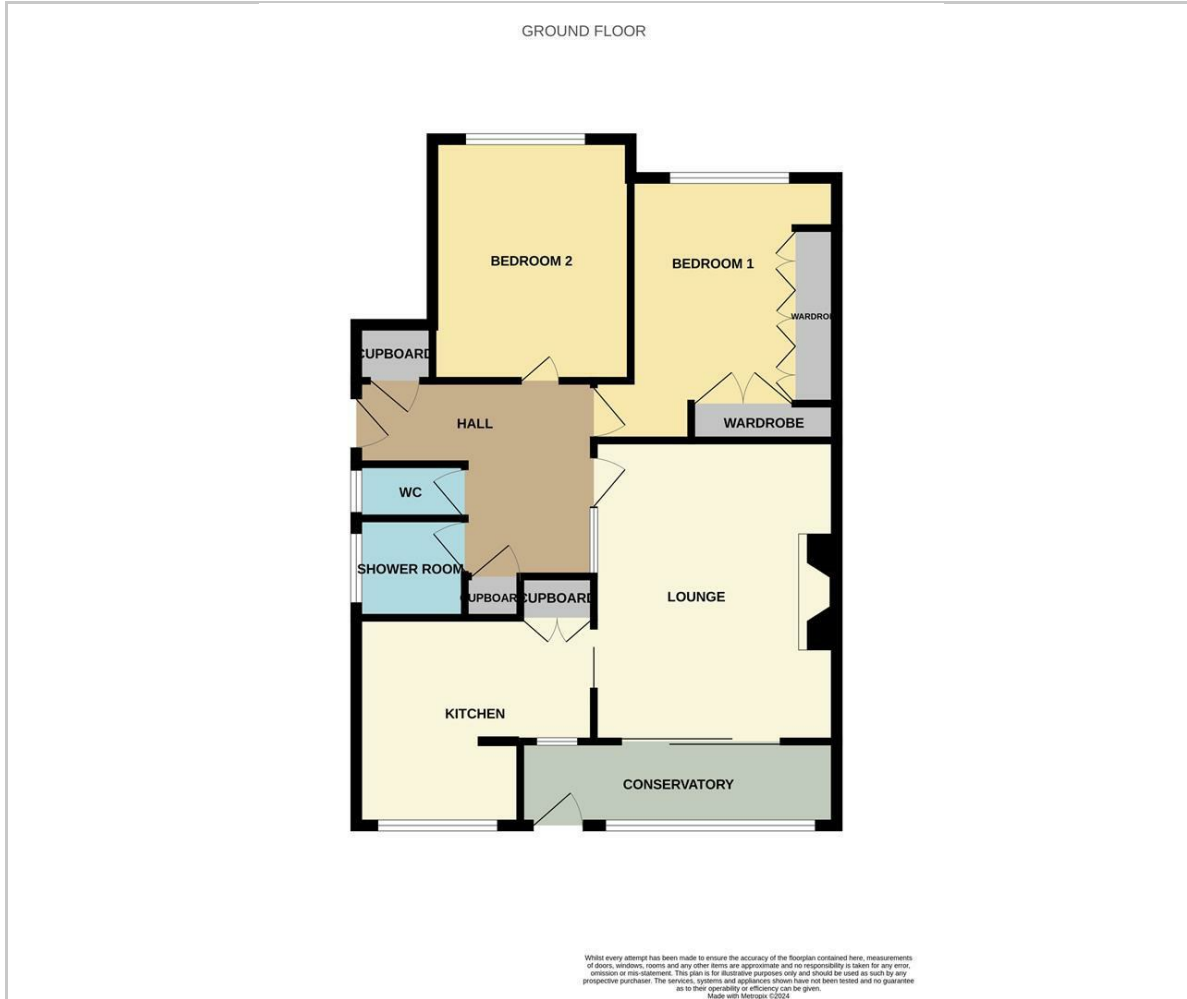 GROUND FLOOR
BEDROOM 2
BEDROOM 1
WARDROB
CUPBOARD
HALL
WARDROBE
WC
SHOWER ROOM
LOUNGE
CUPBOARD
CUPBOARD
KITCHEN
CONSERVATORY
Whilst every attempt has been made to ensure the accuracy of the floorplan contained here, measurements
of doors, windows, rooms and any other items are approximate and no responsibility is taken for any error,
omission or mis-statement. This plan is for illustrative purposes only and should be used as such by any
prospective purchaser. The services, systems and appliances shown have not been tested and no guarantee
as to their operability or efficiency can be given.
Made with Metropix ©2024